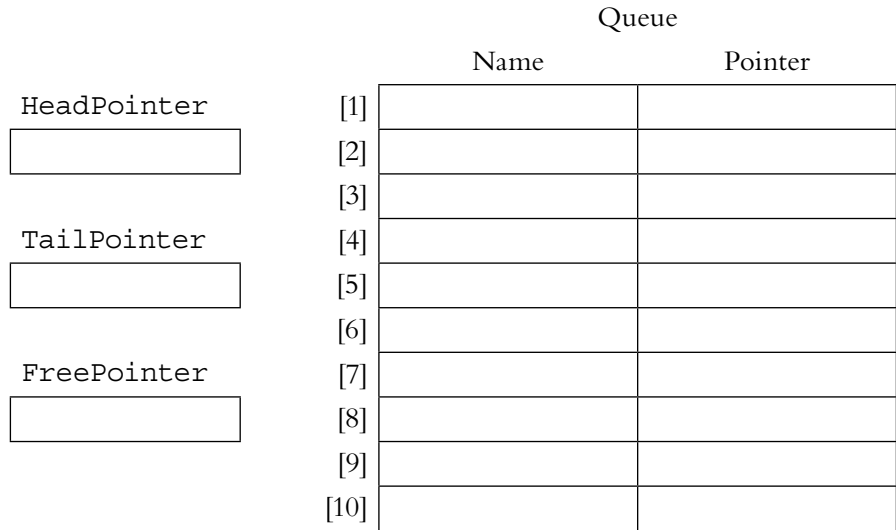 Queue
Name Pointer
HeadPointer [1]
[2]
[3]
TailPointer [4]
[5]
[6]
FreePointer [7]
[8]
[9]
[10]